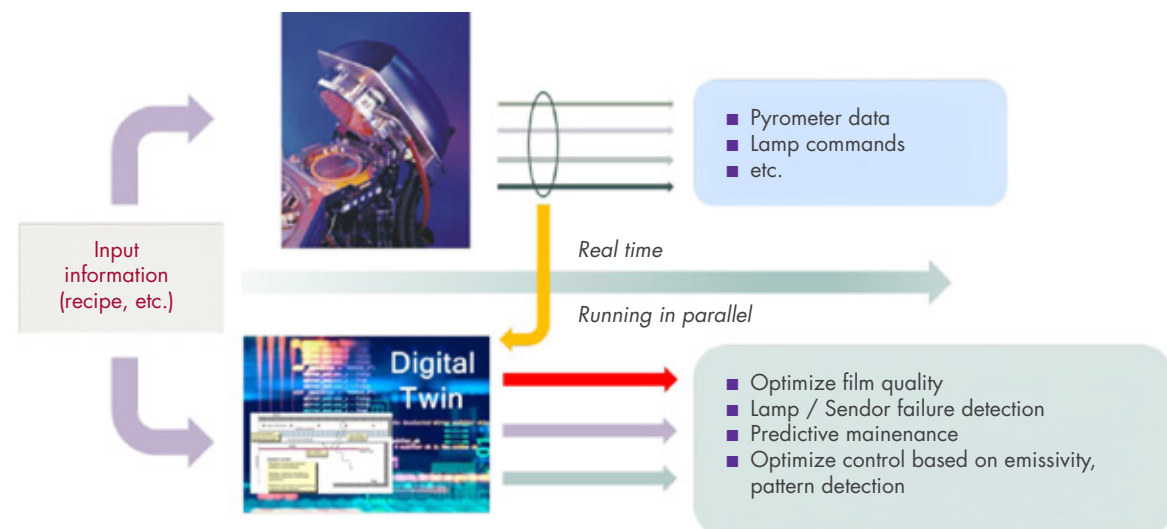 Pyrometer data
Lamp commands
etc.
Input
information
(recipe, etc.)
Real time
Running in parallel
Digital
Twin
Optimize film quality
Lamp / Sendor failure detection
Predictive mainenance
Optimize control based on emissivity,
pattern detection